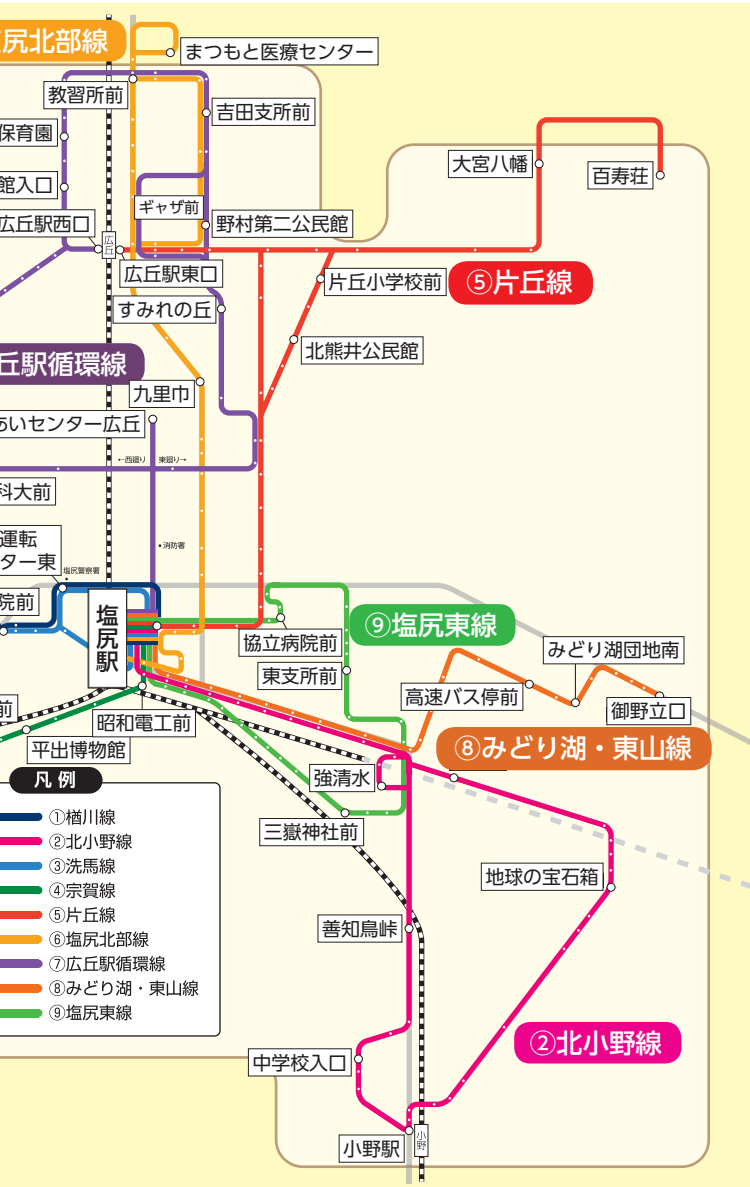 尻北部線
まつもと医療センター
教習所前
吉田支所前
保育園
大宮八幡
百寿荘
館入口
ギャザ前
広丘駅西口
広丘
野村第二公民館
広丘駅東口
片丘小学校前
⑤片丘線
すみれの丘
北熊井公民館
丘駅循環線
九里巾
あいセンター広丘
←西廻り
東廻り→
科大前
運転
ター東
消防署
塩尻警察署
院前
塩尻駅
⑨塩尻東線
協立病院前
みどり湖団地南
東支所前
高速バス停前
御野立口
前
昭和電工前
平出博物館
⑧みどり湖・東山線
強清水
凡例
①楢川線
②北小野線
③洗馬線
④宗賀線
⑤片丘線
⑥塩尻北部線
⑦広丘駅循環線
⑧みどり湖・東山線
⑨塩尻東線
三嶽神社前
地球の宝石箱
善知鳥峠
②北小野線
中学校入口
小野駅
小野